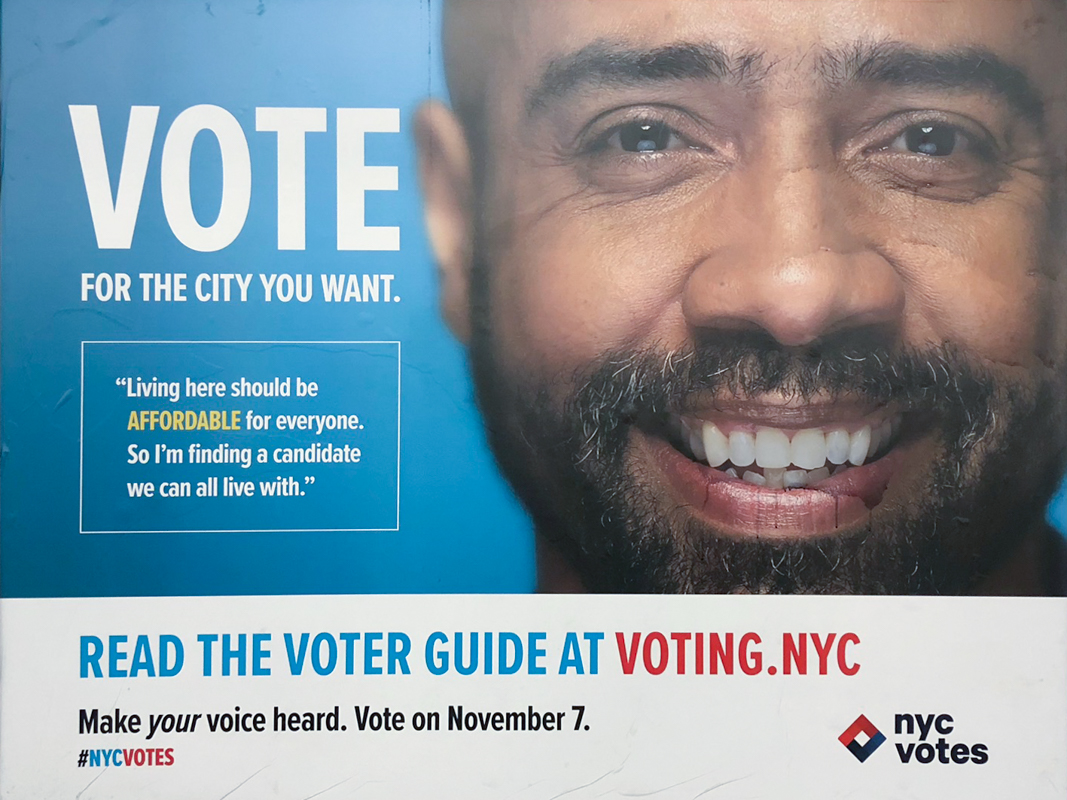 VOTE
FOR THE CITY YOU WANT.
“Living here should be
AFFORDABLE for everyone.
So I’m finding a candidate
we can all live with.”
READ THE VOTER GUIDE AT VOTING.NYC
Make your voice heard. Vote on November 7.
#NYCVOTES
nyc
votes